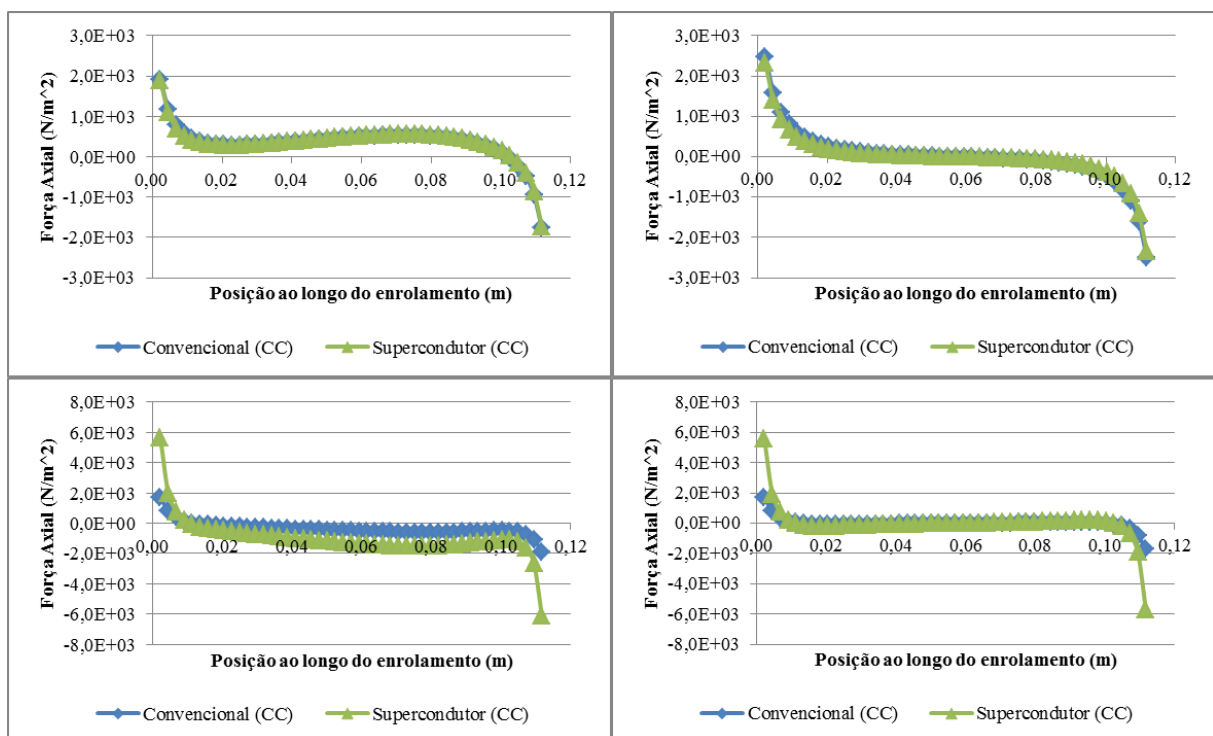 3,0E+03
2,0E+03
1,0E+03
0,0E+00
-1,0E+03
-2,0E+03
-3,0E+03
0,00 0,02 0,04 0,06 0,08 0,10 0,12
Força Axial (N/m^2)
Posição ao longo do enrolamento (m)
Convencional (CC) Supercondutor (CC)
3,0E+03
2,0E+03
1,0E+03
0,0E+00
-1,0E+03
-2,0E+03
-3,0E+03
0,00 0,02 0,04 0,06 0,08 0,10 0,12
Força Axial (N/m^2)
Posição ao longo do enrolamento (m)
Convencional (CC) Supercondutor (CC)
8,0E+03
6,0E+03
4,0E+03
2,0E+03
0,0E+00
-2,0E+03
-4,0E+03
-6,0E+03
-8,0E+03
0,00 0,02 0,04 0,06 0,08 0,10 0,12
Força Axial (N/m^2)
Posição ao longo do enrolamento (m)
Convencional (CC) Supercondutor (CC)
8,0E+03
6,0E+03
4,0E+03
2,0E+03
0,0E+00
-2,0E+03
-4,0E+03
-6,0E+03
-8,0E+03
0,00 0,02 0,04 0,06 0,08 0,10 0,12
Força Axial (N/m^2)
Posição ao longo do enrolamento (m)
Convencional (CC) Supercondutor (CC)